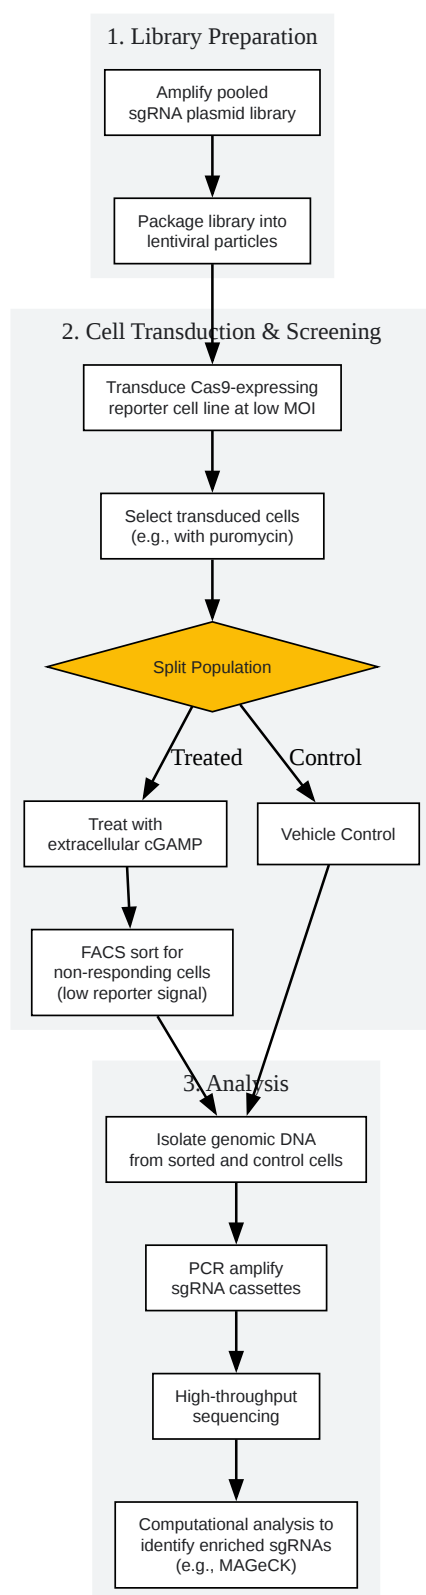 1. Library Preparation
Amplify pooled
sgRNA plasmid library
Package library into
lentiviral particles
2. Cell Transduction & Screening
Transduce Cas9-expressing
reporter cell line at low MOI
Select transduced cells
(e.g., with puromycin)
Split Population
Treated
Control
Treat with
extracellular cGAMP
Vehicle Control
FACS sort for
non-responding cells
(low reporter signal)
3. Analysis
Isolate genomic DNA
from sorted and control cells
PCR amplify
sgRNA cassettes
High-throughput
sequencing
Computational analysis to
identify enriched sgRNAs
(e.g., MAGeCK)